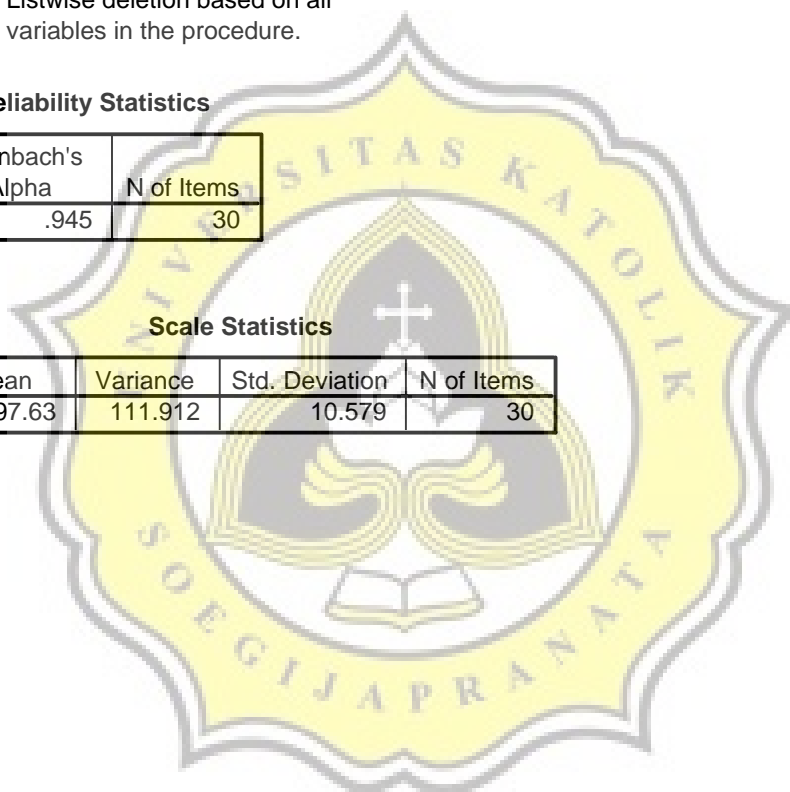 Listwise deletion based on all
variables in the procedure.
eliability Statistics
nbach's
Alpha
N of Items
.945
30
Scale Statistics
ean
Variance
Std. Deviation
N of Items
97.63
111.912
10.579
30
UNIVERSITAS KATOLIK
SOEGIJAPRANATA